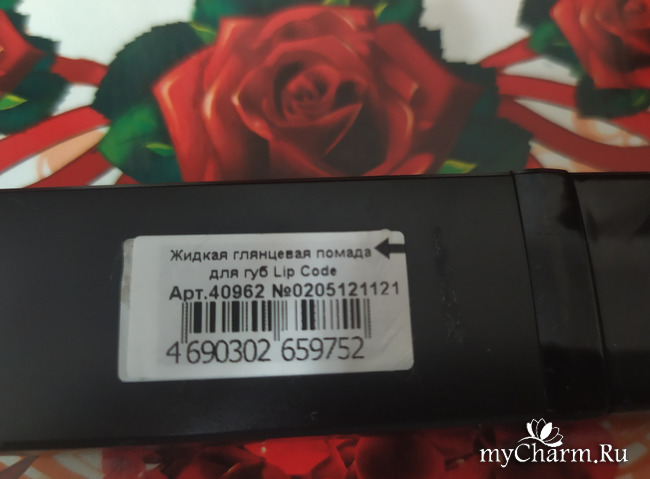 Жидкая глянцевая помада
для губ Lip Code
Арт.40962 №0205121121
4 690302 659752
myCharm.Ru